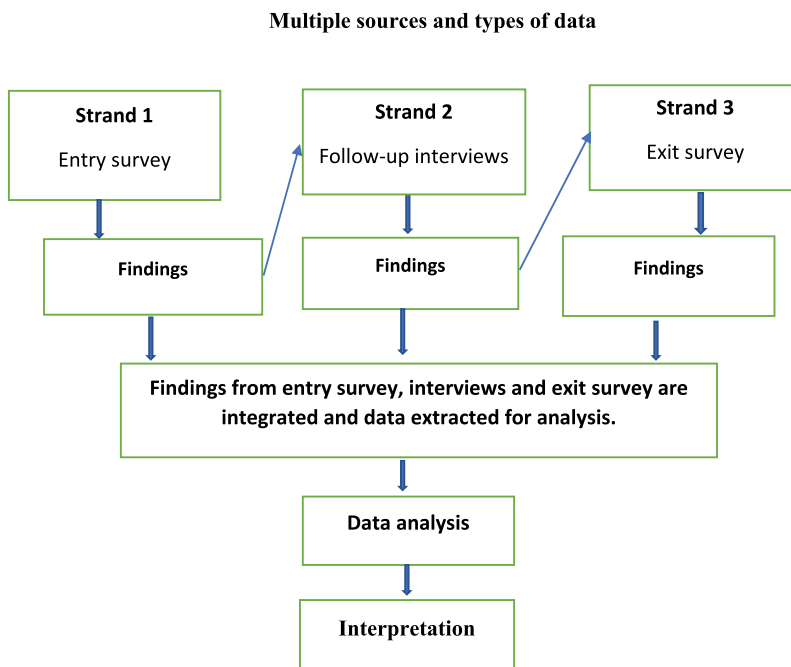 Multiple sources and types of data
Strand 1
Entry survey
Strand 2
Follow-up interviews
Strand 3
Exit survey
Findings
Findings
Findings
Findings from entry survey, interviews and exit survey are
integrated and data extracted for analysis.
Data analysis
Interpretation